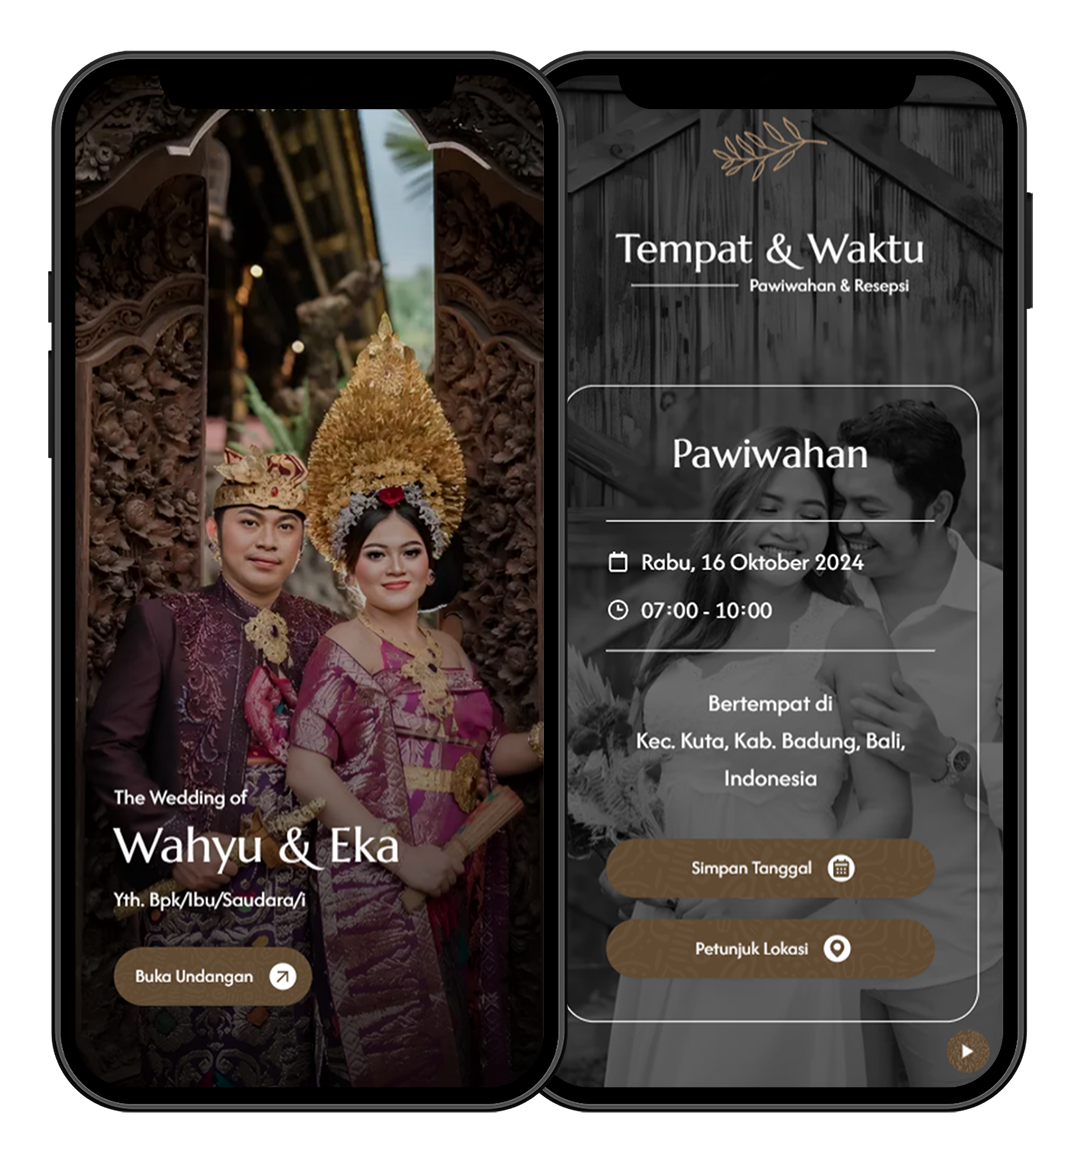 The Wedding of
Wahyu & Eka
Yth. Bpk/Ibu/Saudara/i
Buka Undangan
Tempat & Waktu
Pawiwahan & Resepsi
Pawiwahan
Rabu, 16 Oktober 2024
07:00 - 10:00
Bertempat di
Kec. Kuta, Kab. Badung, Bali,
Indonesia
Simpan Tanggal
Petunjuk Lokasi